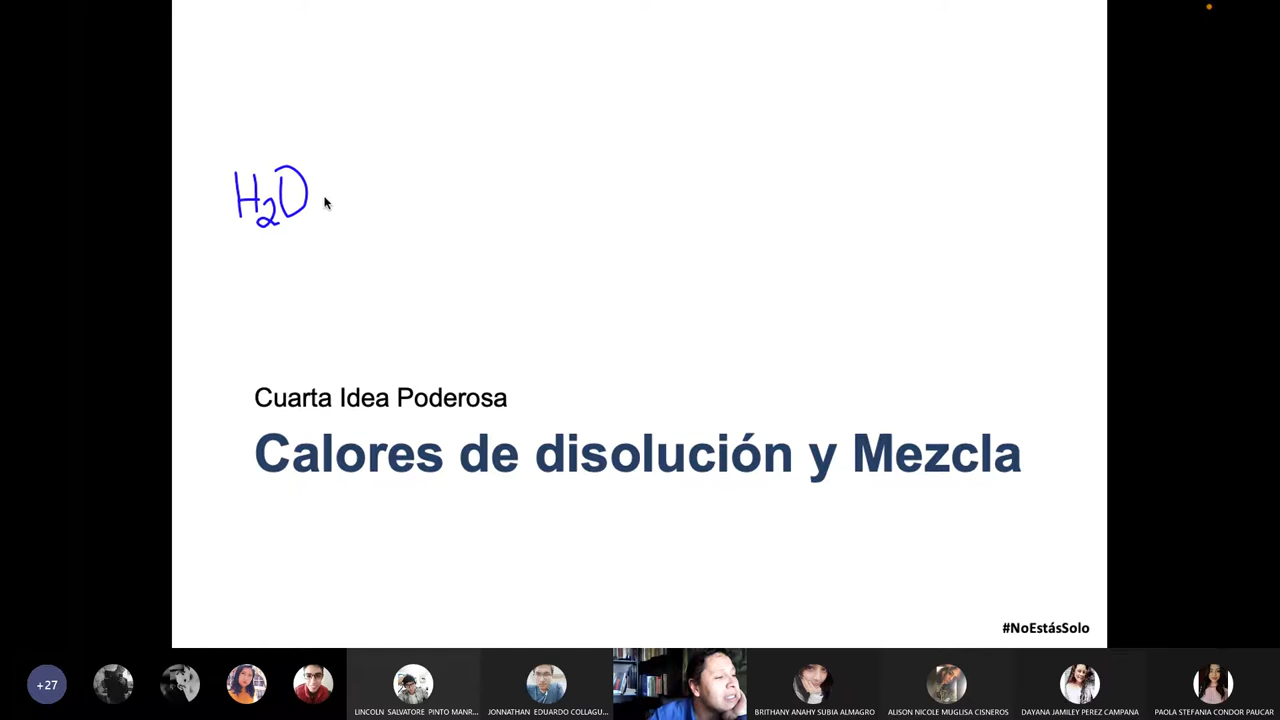 H₂O
Cuarta Idea Poderosa
Calores de disolución y Mezcla
#NoEstásSolo
+27
LINCOLN SALVATORE PINTO MANR...
JONNATHAN EDUARDO COLLAGU...
BRITHANY ANAHY SUBIA ALMAGRO
ALISON NICOLE MUGLISA CISNEROS
DAYANA JAMILEY PEREZ CAMPANA
PAOLA STEFANIA CONDOR PAUCAR